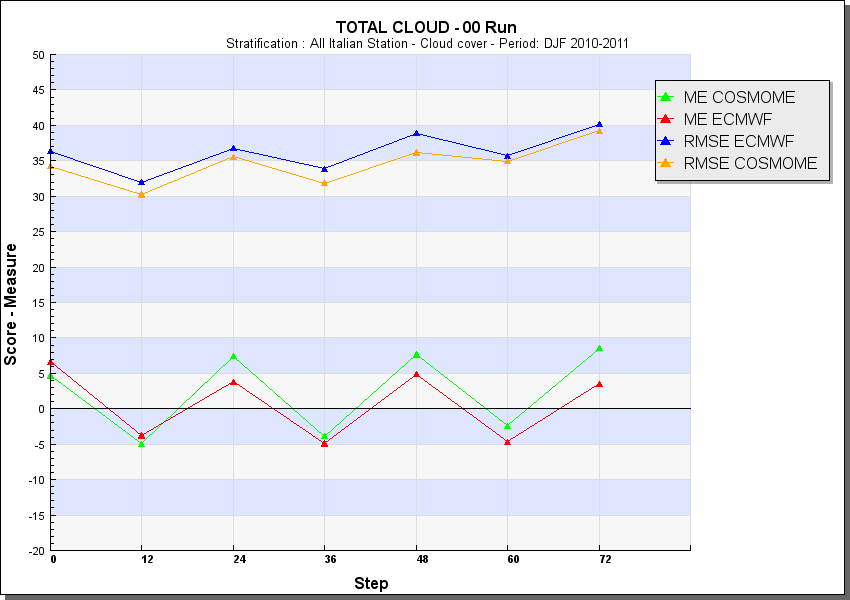 TOTAL CLOUD - 00 Run
Stratification : All Italian Station - Cloud cover - Period: DJF 2010-2011
ME COSMOME
ME ECMWF
RMSE ECMWF
RMSE COSMOME
Score - Measure
50
45
40
35
30
25
20
15
10
5
0
-5
-10
-15
-20
0 12 24 36 48 60 72
Step